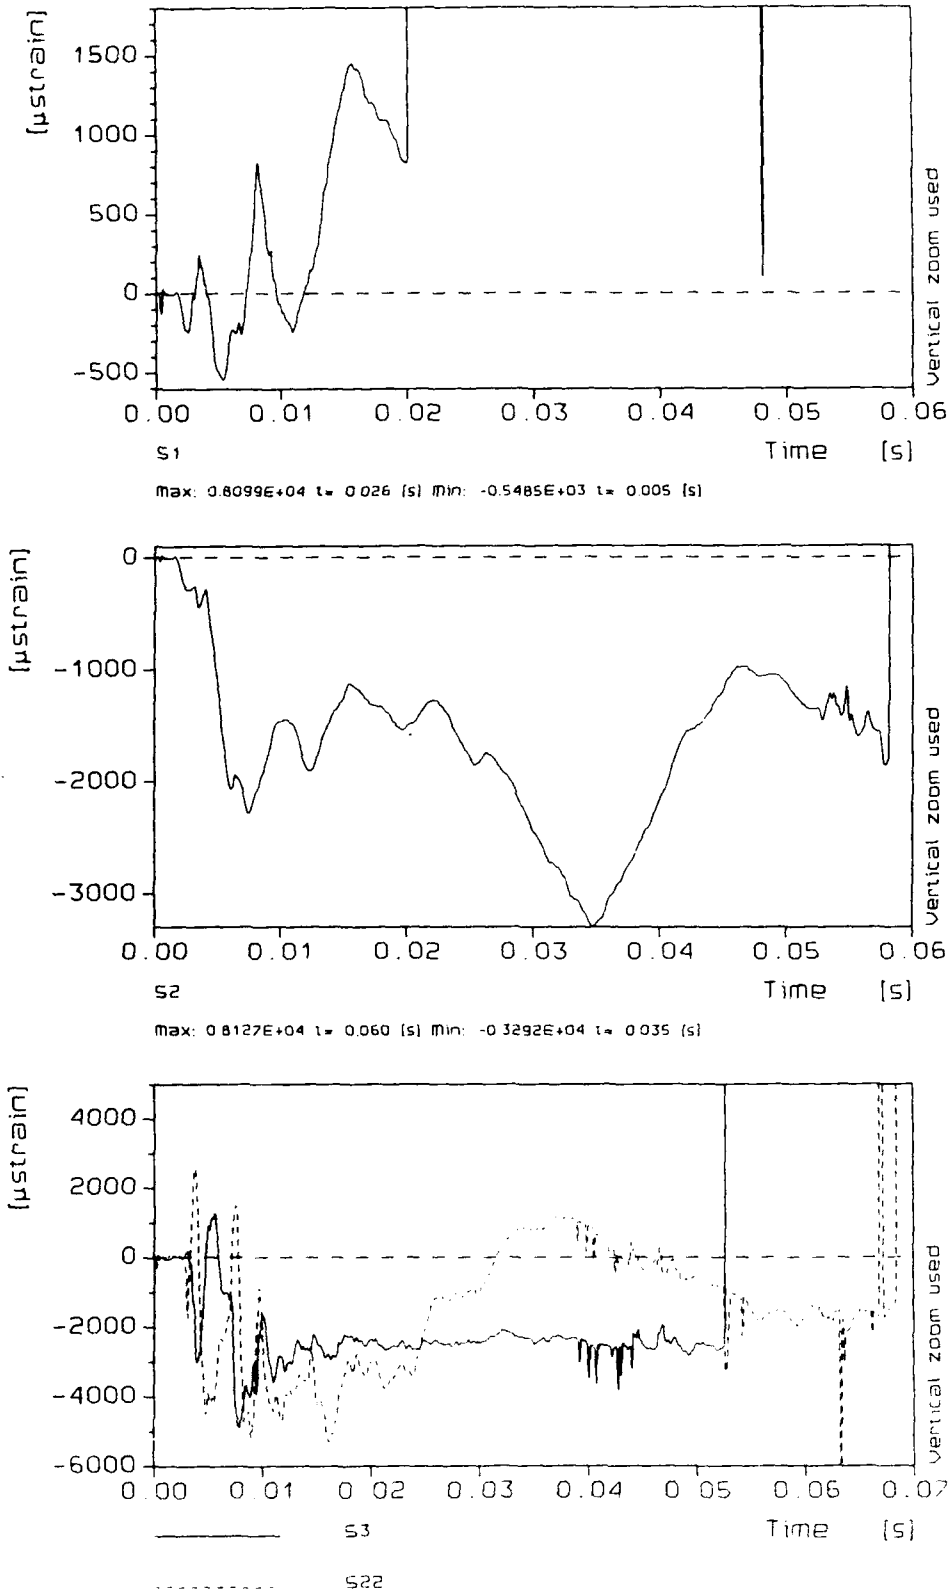 [µstrain]
1500
1000
500
0
-500
0.00 0.01 0.02 0.03 0.04 0.05 0.06
S1
Time [s]
Vertical zoom used
Max: 0.8099E+04 t= 0.026 [s] Min: -0.5485E+03 t= 0.005 [s]
[µstrain]
0
-1000
-2000
-3000
0.00 0.01 0.02 0.03 0.04 0.05 0.06
S2
Time [s]
Vertical zoom used
Max: 0.8127E+04 t= 0.060 [s] Min: -0.3292E+04 t= 0.035 [s]
[µstrain]
4000
2000
0
-2000
-4000
-6000
0.00 0.01 0.02 0.03 0.04 0.05 0.06 0.07
S3
Time [s]
Vertical zoom used
S22